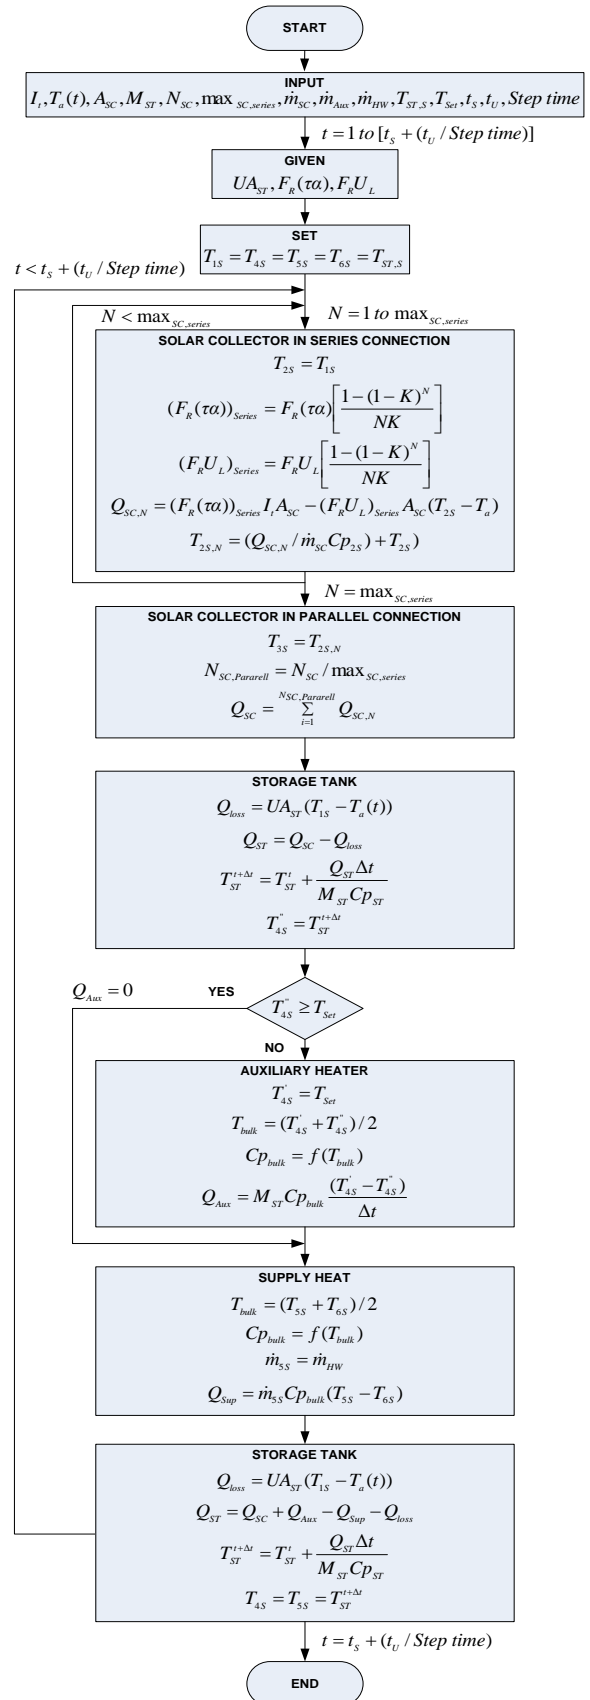 START
INPUT
I_t, T_a(t), A_SC, M_ST, N_SC, max_SC,series, ṁ_SC, ṁ_Aux, ṁ_HW, T_ST,S, T_Set, t_S, t_U, Step time
t = 1 to [t_S + (t_U / Step time)]
GIVEN
UA_ST, F_R(τα), F_R U_L
SET
T_1S = T_4S = T_5S = T_6S = T_ST,S
t < t_S + (t_U / Step time)
N < max_SC,series
N = 1 to max_SC,series
SOLAR COLLECTOR IN SERIES CONNECTION
T_2S = T_1S
(F_R(τα))_Series = F_R(τα)[(1 − (1 − K)^N) / NK]
(F_R U_L)_Series = F_R U_L[(1 − (1 − K)^N) / NK]
Q_SC,N = (F_R(τα))_Series I_t A_SC − (F_R U_L)_Series A_SC(T_2S − T_a)
T_2S,N = (Q_SC,N / ṁ_SC Cp_2S) + T_2S)
N = max_SC,series
SOLAR COLLECTOR IN PARALLEL CONNECTION
T_3S = T_2S,N
N_SC,Pararell = N_SC / max_SC,series
Q_SC = Σ_{i=1}^{N_SC,Pararell} Q_SC,N
STORAGE TANK
Q_loss = UA_ST(T_1S − T_a(t))
Q_ST = Q_SC − Q_loss
T_ST^{t+Δt} = T_ST^t + Q_ST Δt / M_ST Cp_ST
T_4S^" = T_ST^{t+Δt}
Q_Aux = 0
YES
T_4S^" ≥ T_Set
NO
AUXILIARY HEATER
T_4S^' = T_Set
T_bulk = (T_4S^' + T_4S^") / 2
Cp_bulk = f(T_bulk)
Q_Aux = M_ST Cp_bulk (T_4S^' − T_4S^") / Δt
SUPPLY HEAT
T_bulk = (T_5S + T_6S) / 2
Cp_bulk = f(T_bulk)
ṁ_5S = ṁ_HW
Q_Sup = ṁ_5S Cp_bulk(T_5S − T_6S)
STORAGE TANK
Q_loss = UA_ST(T_1S − T_a(t))
Q_ST = Q_SC + Q_Aux − Q_Sup − Q_loss
T_ST^{t+Δt} = T_ST^t + Q_ST Δt / M_ST Cp_ST
T_4S = T_5S = T_ST^{t+Δt}
t = t_S + (t_U / Step time)
END